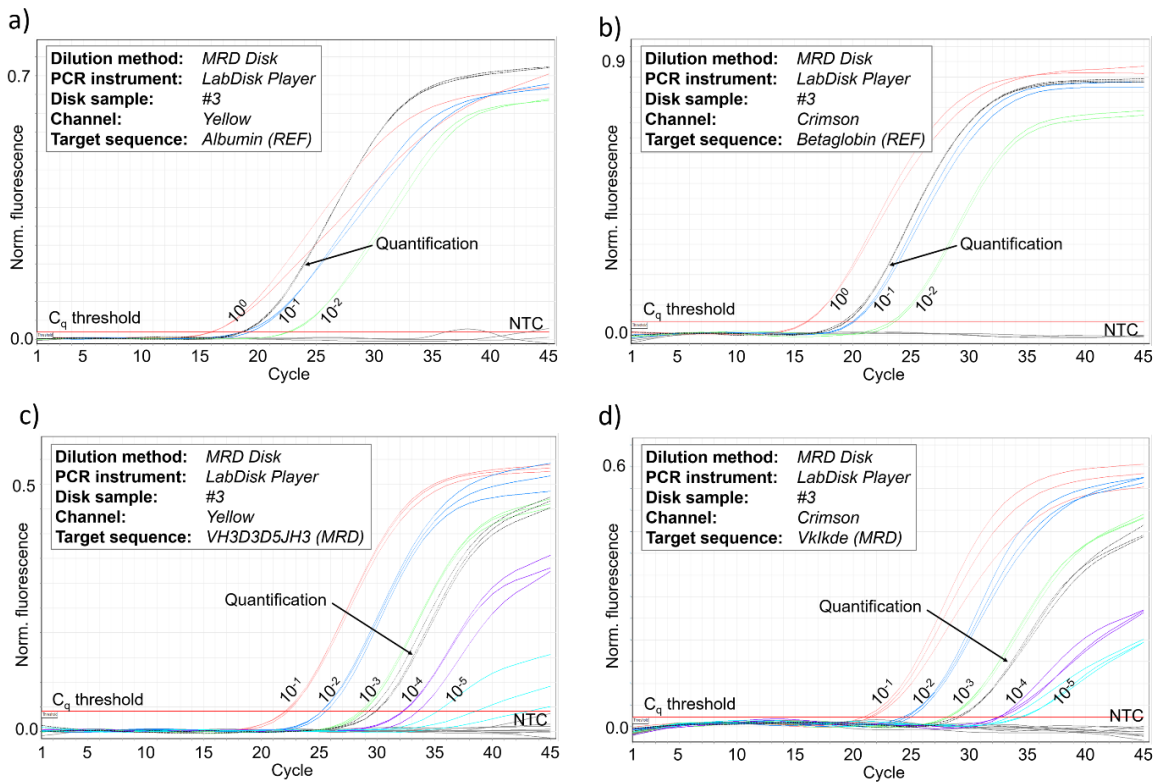 a)
Dilution method: MRD Disk
PCR instrument: LabDisk Player
Disk sample: #3
Channel: Yellow
Target sequence: Albumin (REF)
0.7
Norm. fluorescence
Quantification
10⁰
10⁻¹
10⁻²
Cq threshold
Threshold
NTC
0.0
1 5 10 15 20 25 30 35 40 45
Cycle
b)
Dilution method: MRD Disk
PCR instrument: LabDisk Player
Disk sample: #3
Channel: Crimson
Target sequence: Betaglobin (REF)
0.9
Norm. fluorescence
Quantification
10⁰
10⁻¹
10⁻²
Cq threshold
Threshold
NTC
0.0
1 5 10 15 20 25 30 35 40 45
Cycle
c)
Dilution method: MRD Disk
PCR instrument: LabDisk Player
Disk sample: #3
Channel: Yellow
Target sequence: VH3D3D5JH3 (MRD)
0.5
Norm. fluorescence
Quantification
10⁻¹
10⁻²
10⁻³
10⁻⁴
10⁻⁵
Cq threshold
Threshold
NTC
0.0
1 5 10 15 20 25 30 35 40 45
Cycle
d)
Dilution method: MRD Disk
PCR instrument: LabDisk Player
Disk sample: #3
Channel: Crimson
Target sequence: VkIkde (MRD)
0.6
Norm. fluorescence
Quantification
10⁻¹
10⁻²
10⁻³
10⁻⁴
10⁻⁵
Cq threshold
Threshold
NTC
0.0
1 5 10 15 20 25 30 35 40 45
Cycle